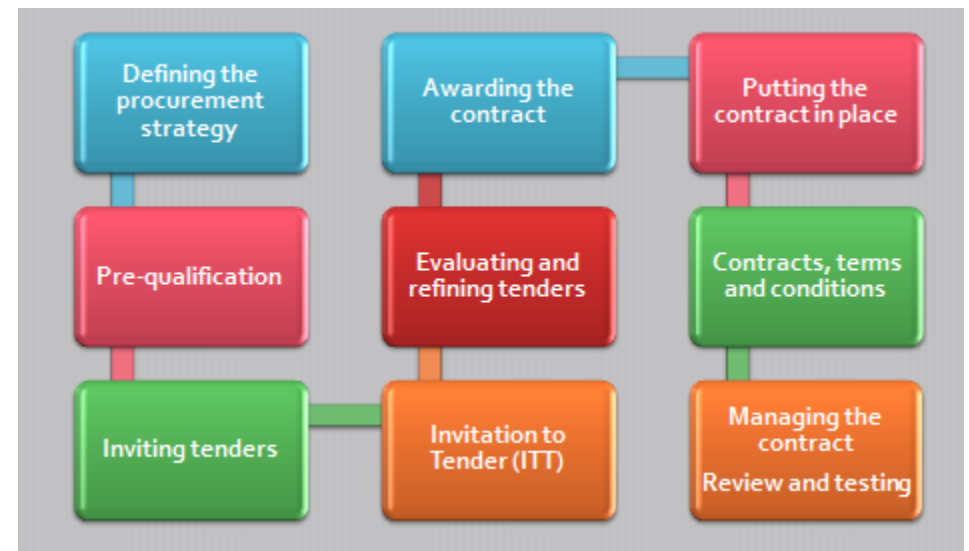 Defining the
procurement
strategy
Pre-qualification
Inviting tenders
Invitation to
Tender (ITT)
Evaluating and
refining tenders
Awarding the
contract
Putting the
contract in place
Contracts, terms
and conditions
Managing the
contract
Review and testing